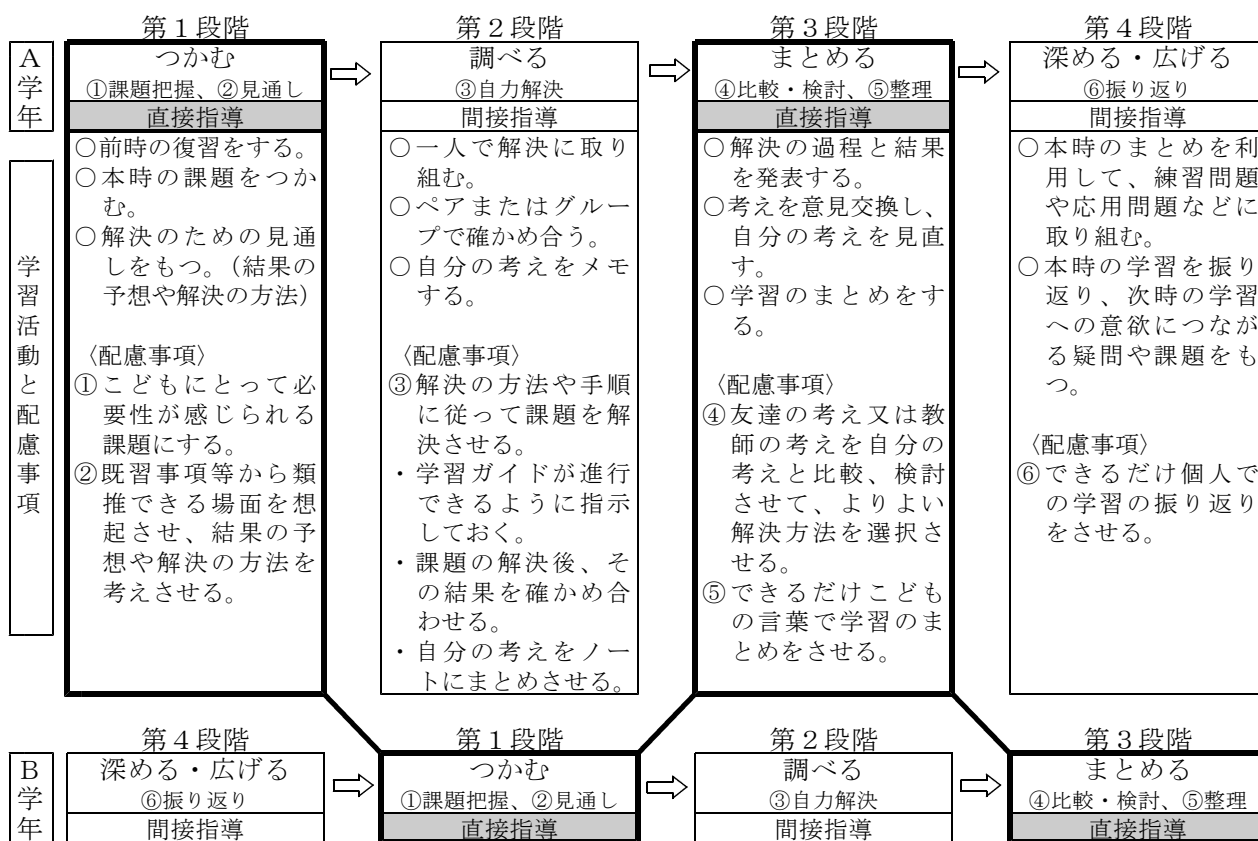 第１段階
第２段階
第３段階
第４段階
A学年
つかむ
①課題把握、②見通し
直接指導
調べる
③自力解決
間接指導
まとめる
④比較・検討、⑤整理
直接指導
深める・広げる
⑥振り返り
間接指導
学習活動と配慮事項
○前時の復習をする。
○本時の課題をつか
む。
○解決のための見通
しをもつ。（結果の
予想や解決の方法）
〈配慮事項〉
①こどもにとって必
要性が感じられる
課題にする。
②既習事項等から類
推できる場面を想
起させ、結果の予
想や解決の方法を
考えさせる。
○一人で解決に取り
組む。
○ペアまたはグルー
プで確かめ合う。
○自分の考えをメモ
する。
〈配慮事項〉
③解決の方法や手順
に従って課題を解
決させる。
・学習ガイドが進行
できるように指示
しておく。
・課題の解決後、そ
の結果を確かめ合
わせる。
・自分の考えをノー
トにまとめさせる。
○解決の過程と結果
を発表する。
○考えを意見交換し、
自分の考えを見直
す。
○学習のまとめをす
る。
〈配慮事項〉
④友達の考え又は教
師の考えを自分の
考えと比較、検討
させて、よりよい
解決方法を選択さ
せる。
⑤できるだけこども
の言葉で学習のま
とめをさせる。
○本時のまとめを利
用して、練習問題
や応用問題などに
取り組む。
○本時の学習を振り
返り、次時の学習
への意欲につなが
る疑問や課題をも
つ。
〈配慮事項〉
⑥できるだけ個人で
の学習の振り返り
をさせる。
第４段階
第１段階
第２段階
第３段階
B学年
深める・広げる
⑥振り返り
間接指導
つかむ
①課題把握、②見通し
直接指導
調べる
③自力解決
間接指導
まとめる
④比較・検討、⑤整理
直接指導